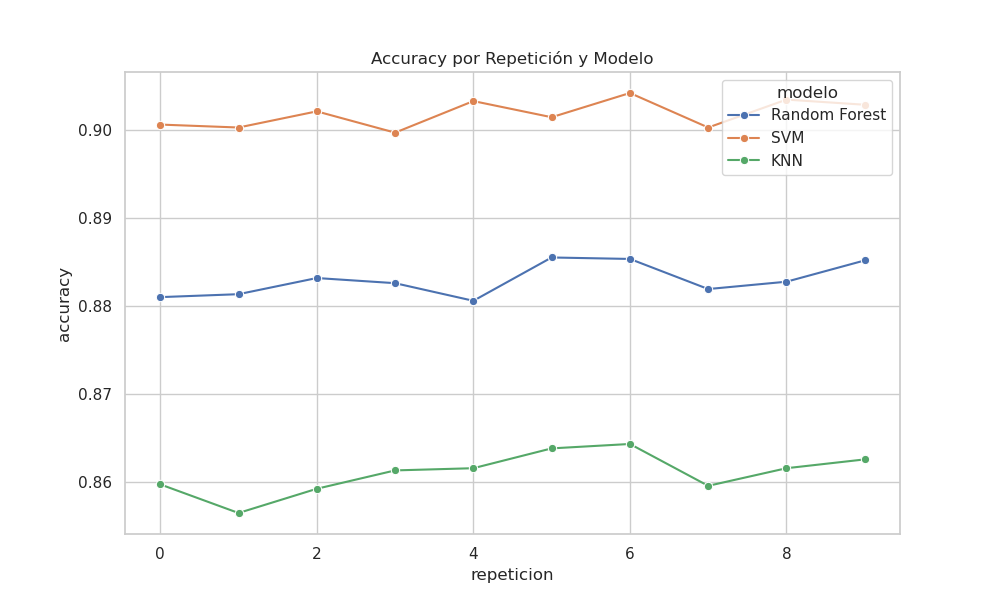 Accuracy por Repetición y Modelo
modelo
Random Forest
SVM
KNN
0.90
0.89
0.88
0.87
0.86
accuracy
0 2 4 6 8
repeticion